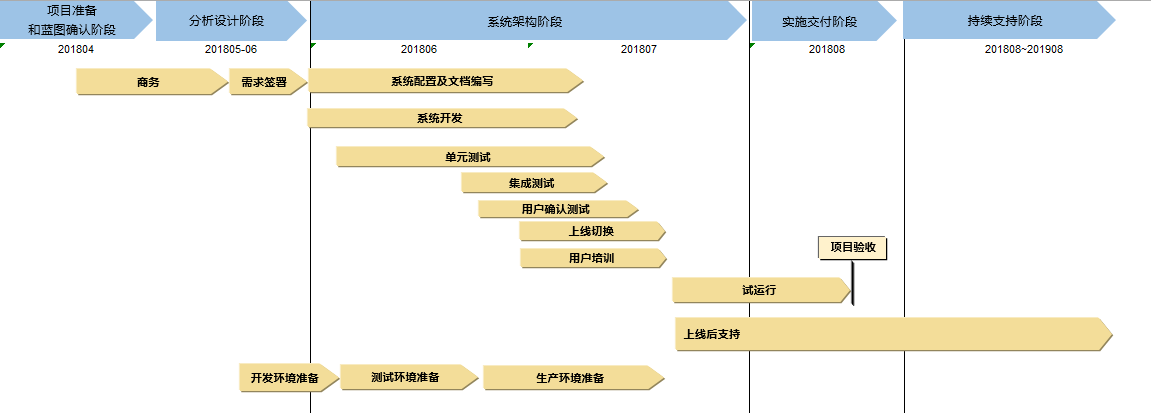 项目准备
和蓝图确认阶段
分析设计阶段
系统架构阶段
实施交付阶段
持续支持阶段
201804
201805-06
201806
201807
201808
201808~201908
商务
需求签署
系统配置及文档编写
系统开发
单元测试
集成测试
用户确认测试
上线切换
项目验收
用户培训
试运行
上线后支持
开发环境准备
测试环境准备
生产环境准备